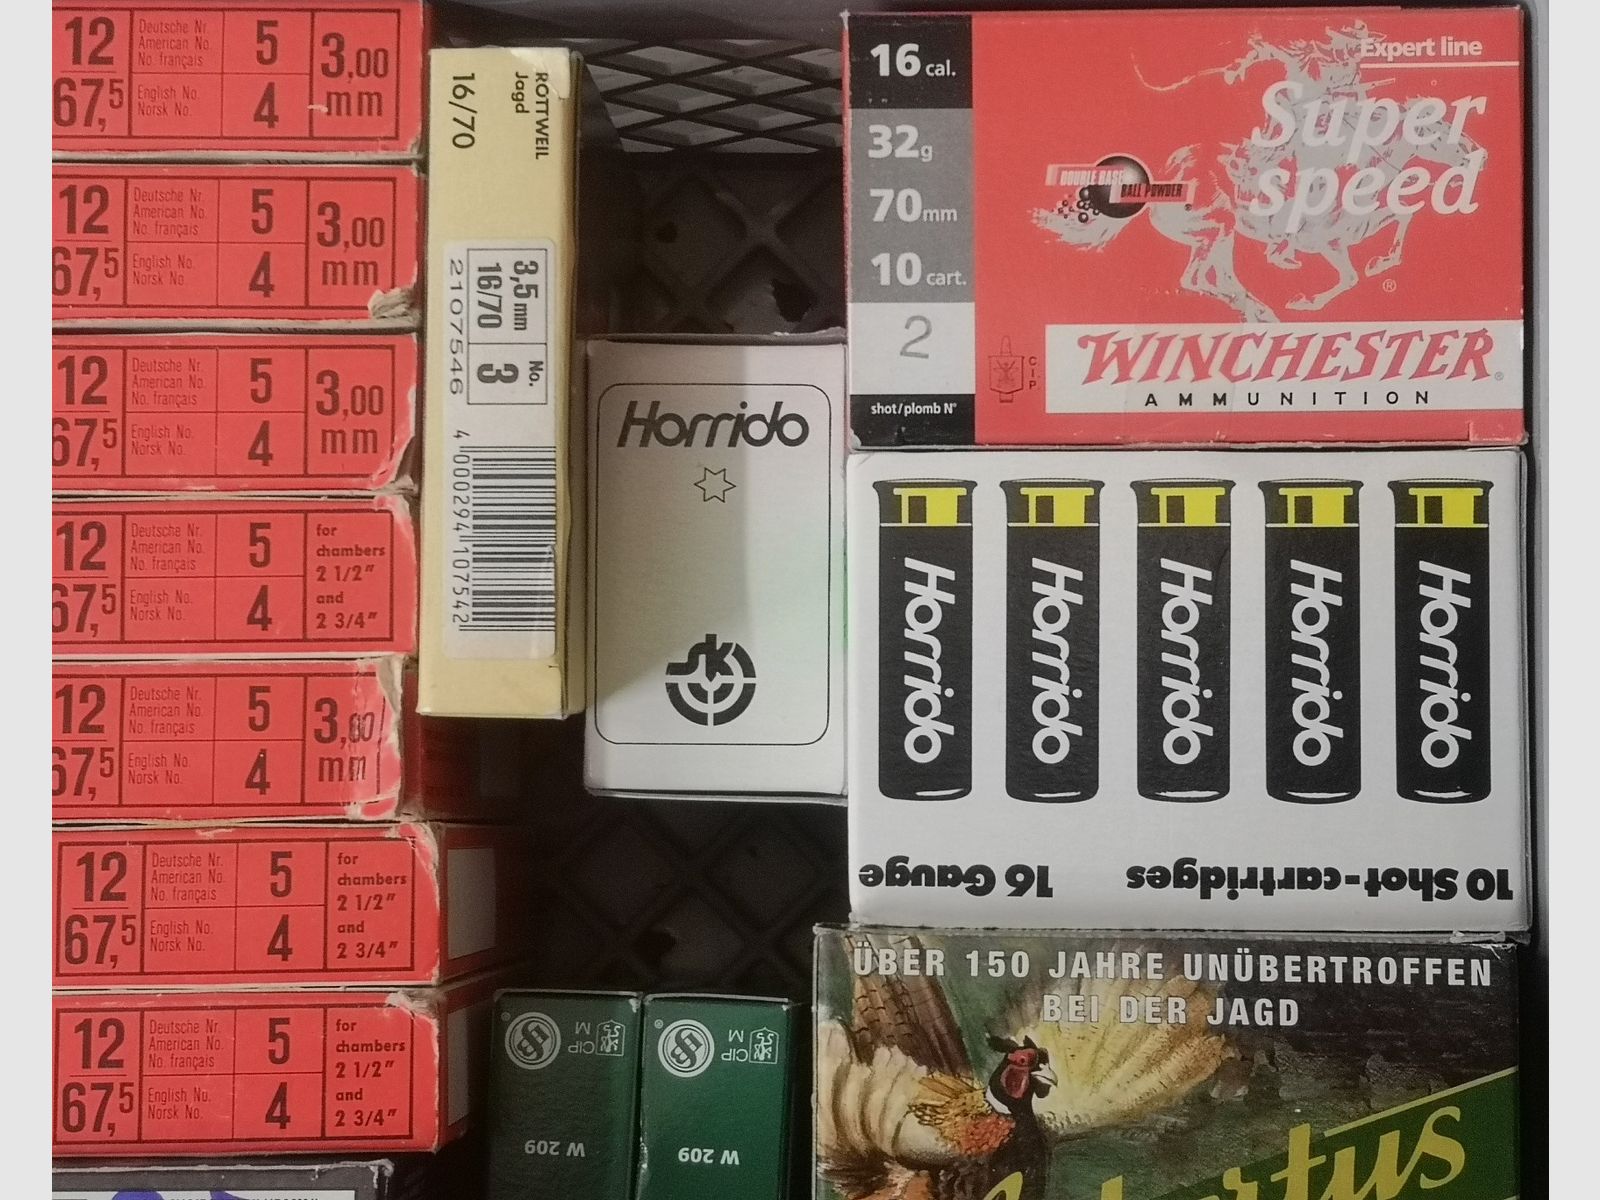 12
67,5
Deutsche Nr.
American No.
No. français
5
English No.
Norsk No.
4
3,00
mm
12
67,5
Deutsche Nr.
American No.
No. français
5
English No.
Norsk No.
4
3,00
mm
12
67,5
Deutsche Nr.
American No.
No. français
5
English No.
Norsk No.
4
3,00
mm
12
67,5
Deutsche Nr.
American No.
No. français
5
English No.
Norsk No.
4
for
chambers
2 1/2"
and
2 3/4"
12
67,5
Deutsche Nr.
American No.
No. français
5
English No.
Norsk No.
4
3,00
mm
12
67,5
Deutsche Nr.
American No.
No. français
5
English No.
Norsk No.
4
for
chambers
2 1/2"
and
2 3/4"
12
67,5
Deutsche Nr.
American No.
No. français
5
English No.
Norsk No.
4
for
chambers
2 1/2"
and
2 3/4"
ROTTWEIL
Jagd
16/70
3,5 mm
16/70
No.
3
2107546
4 000294 107542
Horrido
SK
16 cal.
32g
70mm
10 cart.
2
shot/plomb N°
Expert line
Super
speed
DOUBLE BASE
BALL POWDER
®
CIP
WINCHESTER®
AMMUNITION
Horrido
Horrido
Horrido
Horrido
Horrido
10 Shot-cartridges
16 Gauge
CIP
M
W 209
CIP
M
W 209
ÜBER 150 JAHRE UNÜBERTROFFEN
BEI DER JAGD